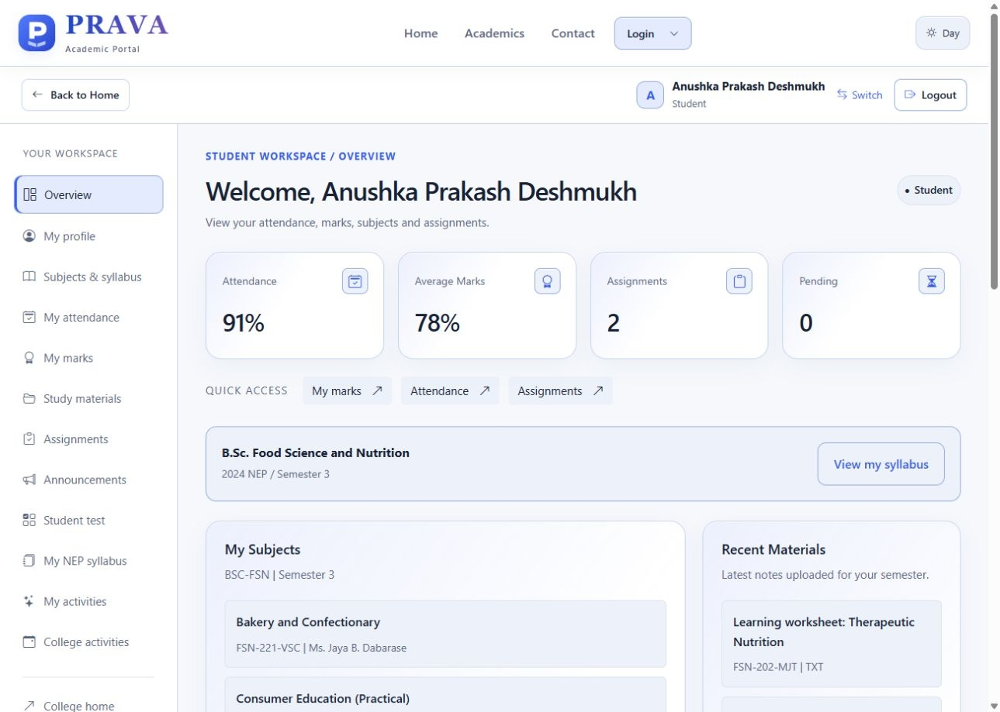 PRAVA
Academic Portal
Home
Academics
Contact
Login
Day
Back to Home
A
Anushka Prakash Deshmukh
Student
Switch
Logout
YOUR WORKSPACE
Overview
My profile
Subjects & syllabus
My attendance
My marks
Study materials
Assignments
Announcements
Student test
My NEP syllabus
My activities
College activities
College home
STUDENT WORKSPACE / OVERVIEW
Welcome, Anushka Prakash Deshmukh
• Student
View your attendance, marks, subjects and assignments.
Attendance
91%
Average Marks
78%
Assignments
2
Pending
0
QUICK ACCESS
My marks
Attendance
Assignments
B.Sc. Food Science and Nutrition
2024 NEP / Semester 3
View my syllabus
My Subjects
BSC-FSN | Semester 3
Bakery and Confectionary
FSN-221-VSC | Ms. Jaya B. Dabarase
Consumer Education (Practical)
Recent Materials
Latest notes uploaded for your semester.
Learning worksheet: Therapeutic
Nutrition
FSN-202-MJT | TXT